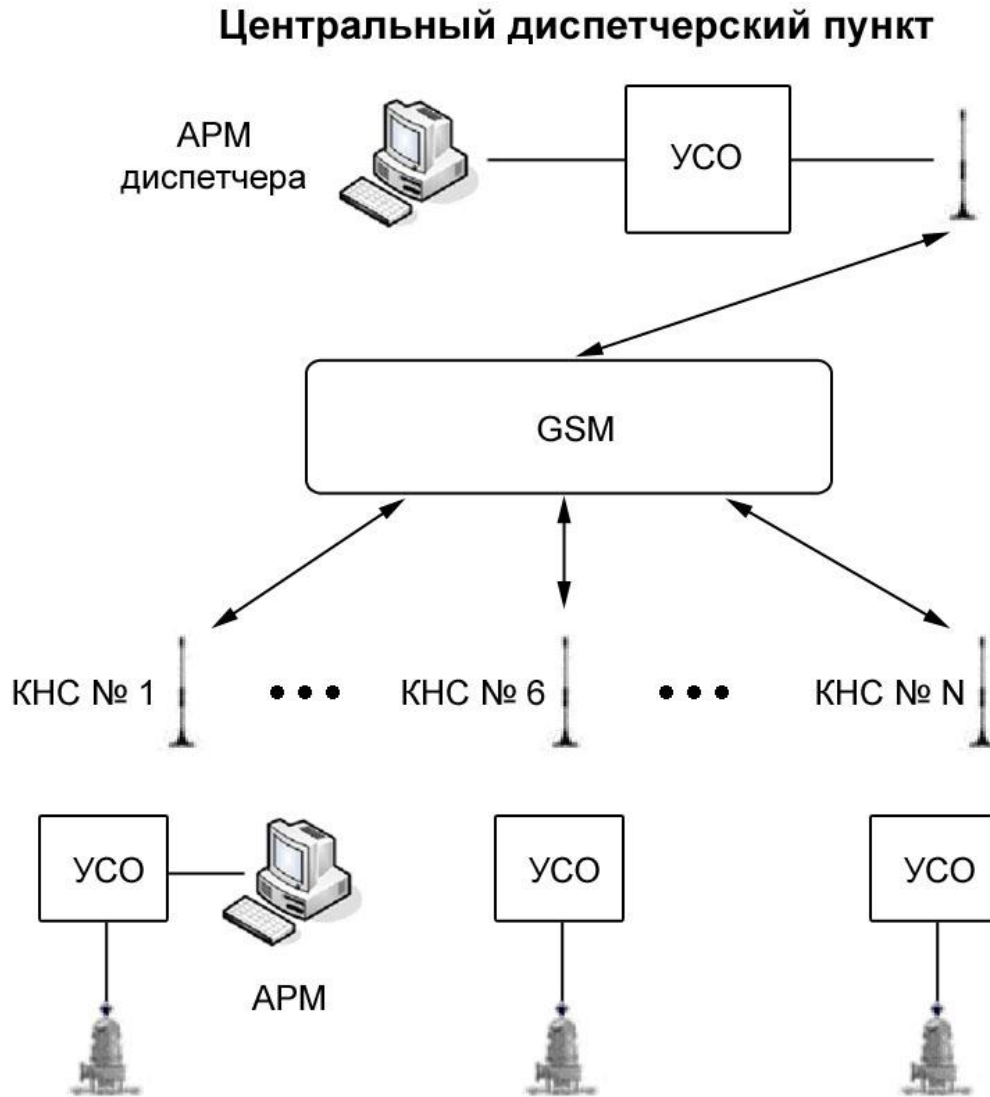 Центральный диспетчерский пункт
АРМ
диспетчера
УСО
GSM
КНС № 1
КНС № 6
КНС № N
УСО
УСО
УСО
АРМ